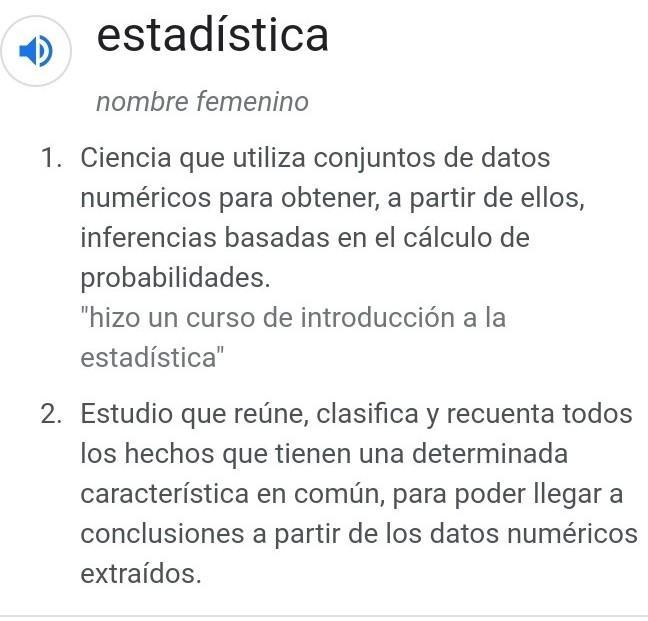 estadística
nombre femenino
1. Ciencia que utiliza conjuntos de datos
numéricos para obtener, a partir de ellos,
inferencias basadas en el cálculo de
probabilidades.
"hizo un curso de introducción a la
estadística"
2. Estudio que reúne, clasifica y recuenta todos
los hechos que tienen una determinada
característica en común, para poder llegar a
conclusiones a partir de los datos numéricos
extraídos.